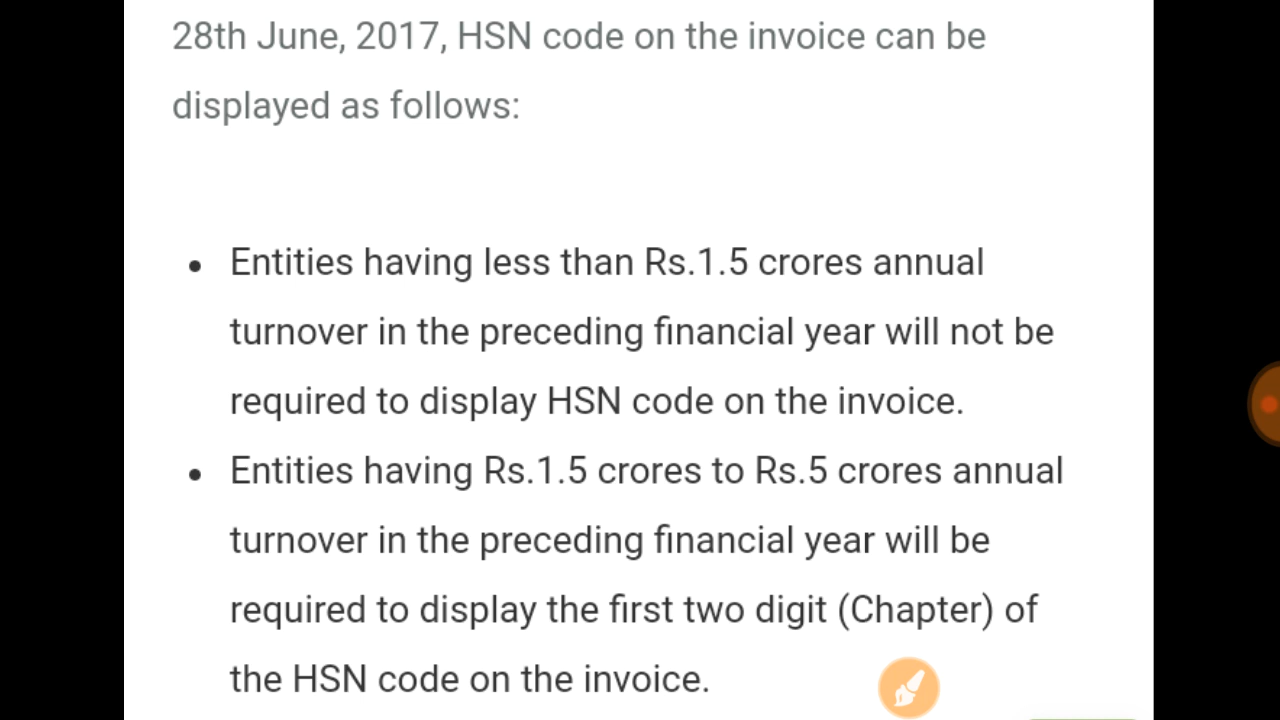 28th June, 2017, HSN code on the invoice can be
displayed as follows:
• Entities having less than Rs.1.5 crores annual
turnover in the preceding financial year will not be
required to display HSN code on the invoice.
• Entities having Rs.1.5 crores to Rs.5 crores annual
turnover in the preceding financial year will be
required to display the first two digit (Chapter) of
the HSN code on the invoice.